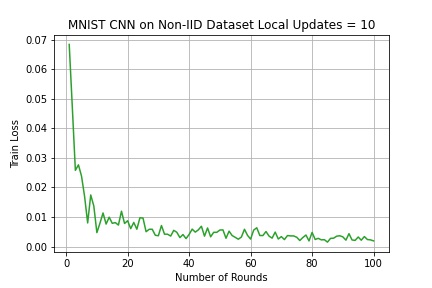 MNIST CNN on Non-IID Dataset Local Updates = 10
0.07
0.06
0.05
0.04
0.03
0.02
0.01
0.00
Train Loss
0 20 40 60 80 100
Number of Rounds